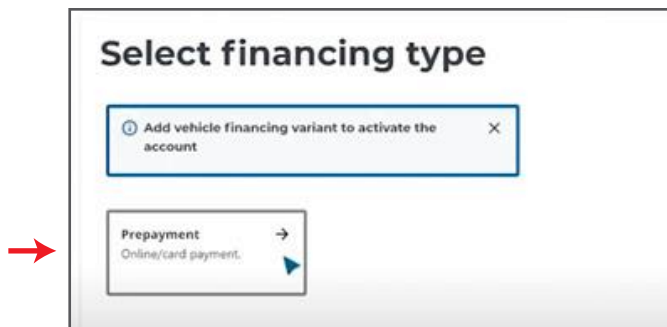 Select financing type
Add vehicle financing variant to activate the
account
Prepayment
Online/card payment.